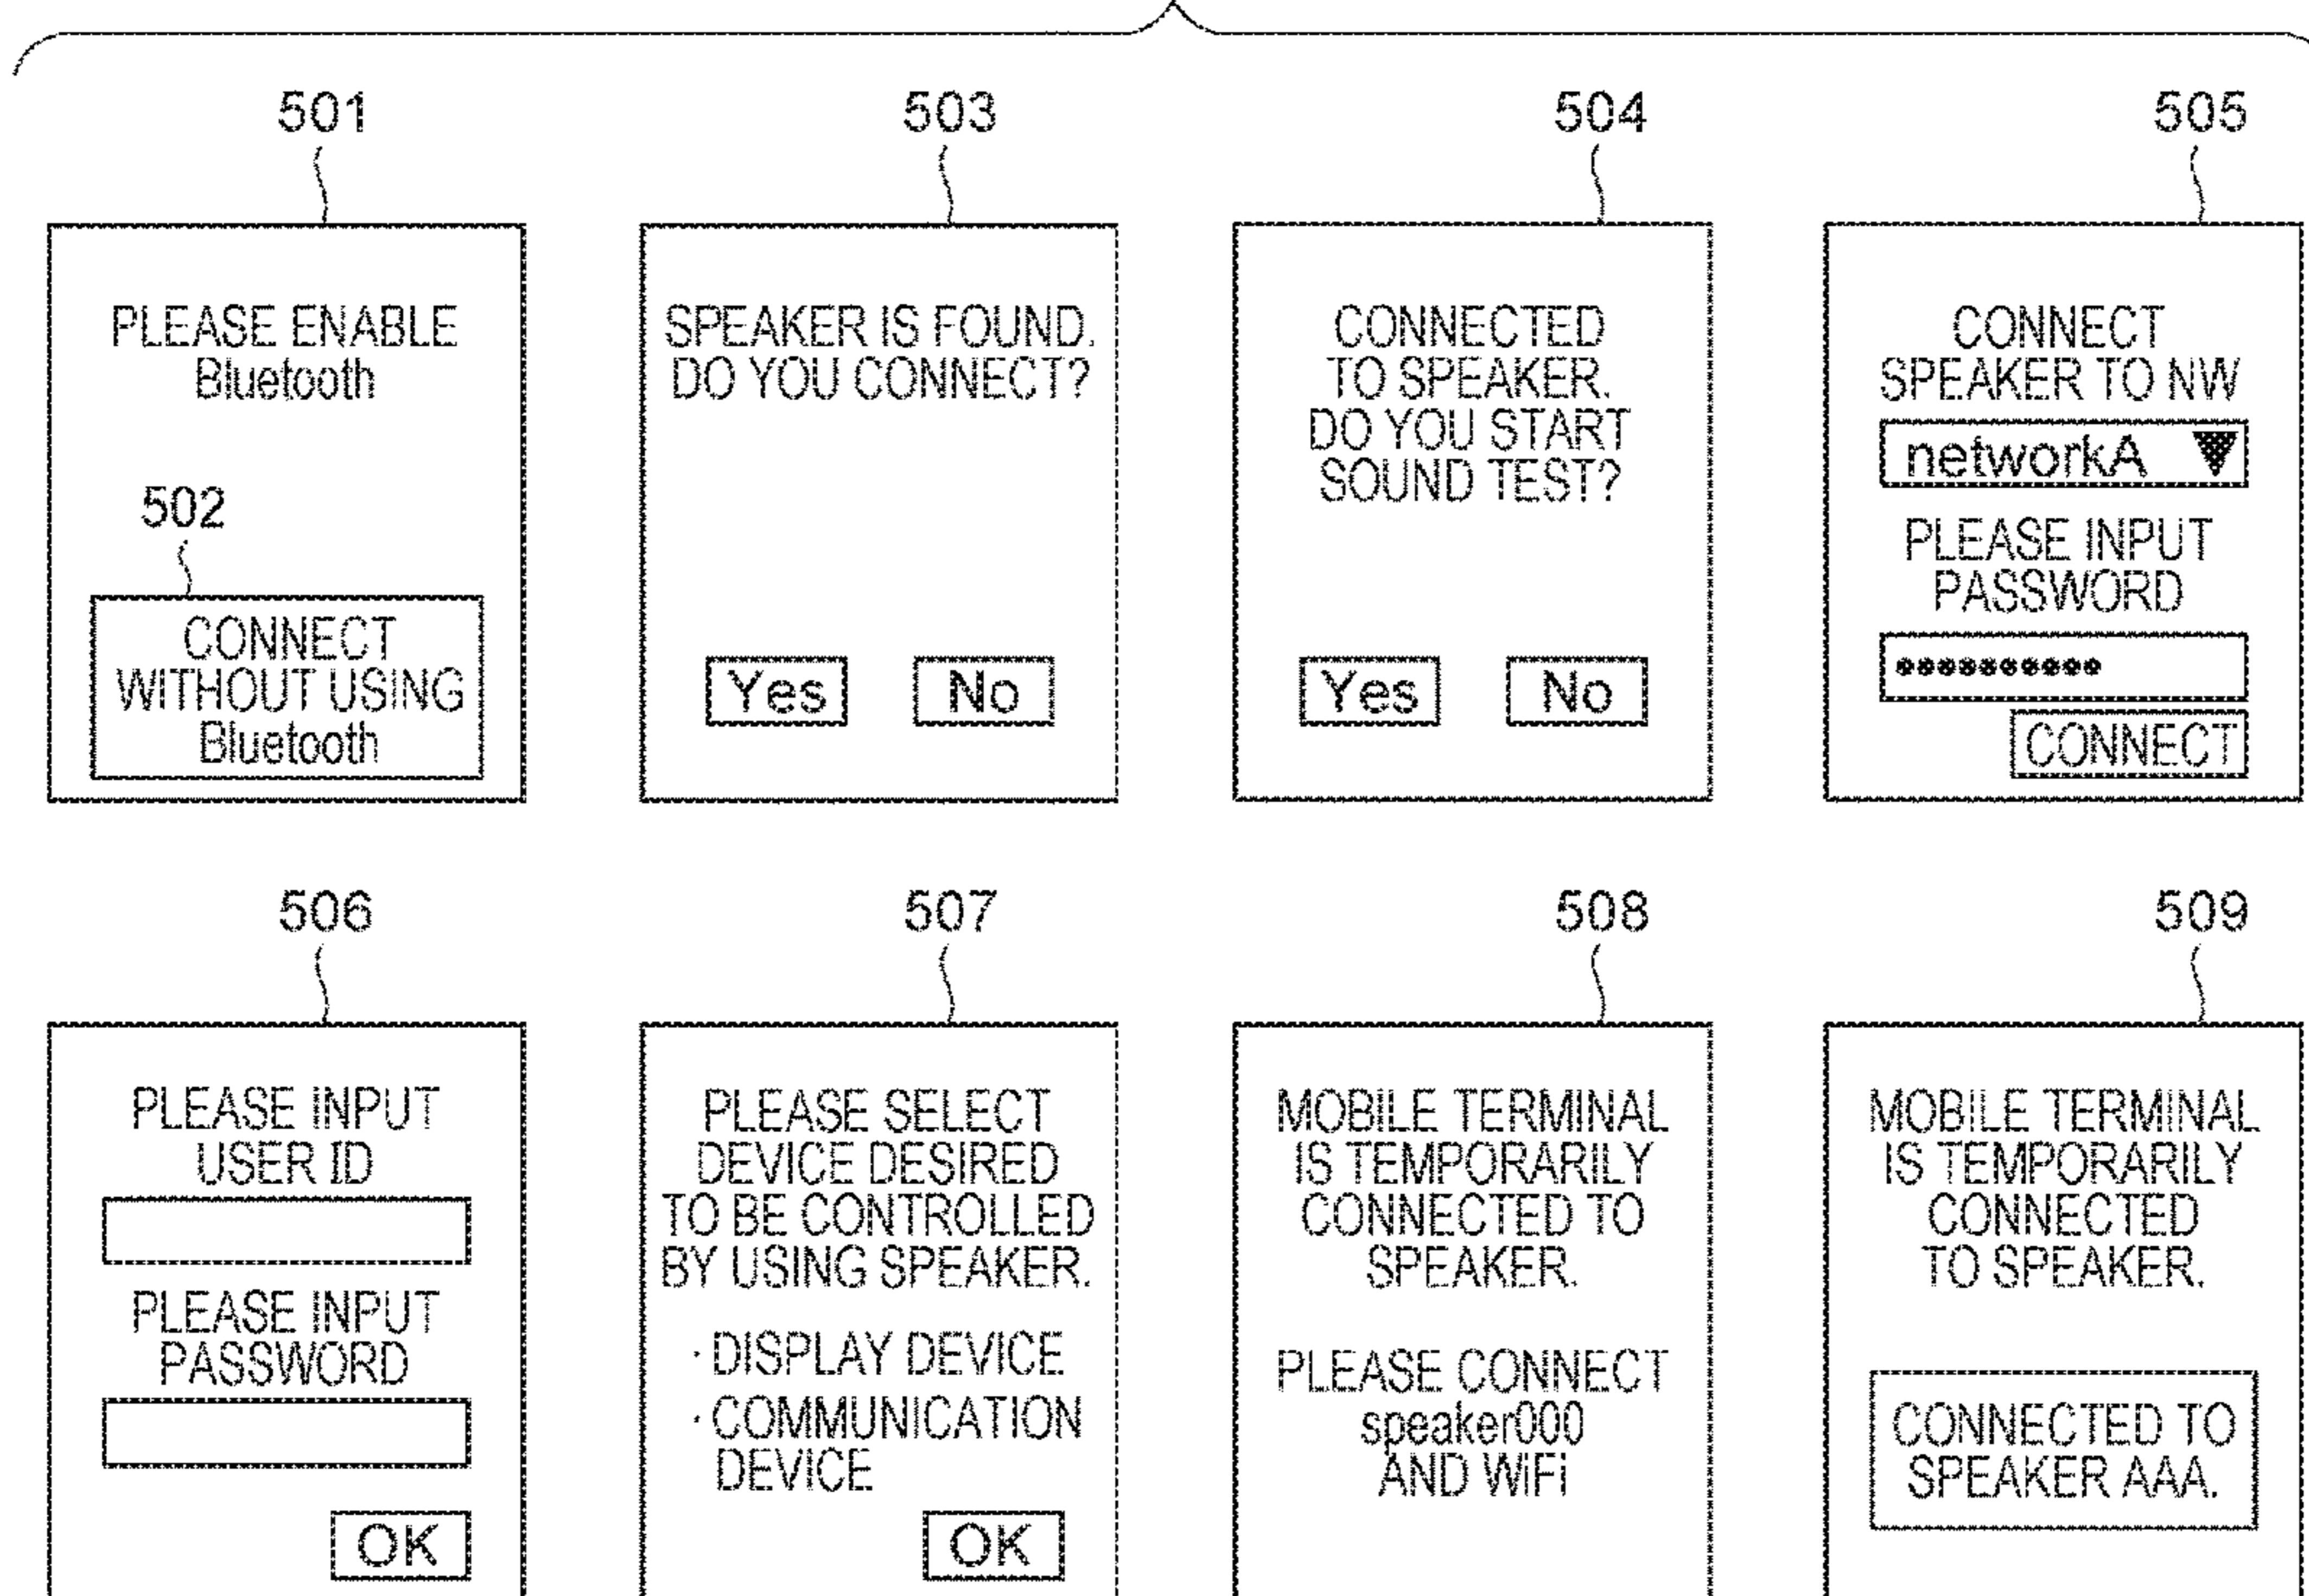 501
503
504
505
PLEASE ENABLE
Bluetooth
502
CONNECT
WITHOUT USING
Bluetooth
SPEAKER IS FOUND.
DO YOU CONNECT?
Yes No
CONNECTED
TO SPEAKER.
DO YOU START
SOUND TEST?
Yes No
CONNECT
SPEAKER TO NW
networkA ▼
PLEASE INPUT
PASSWORD
●●●●●●●●●●
CONNECT
506
507
508
509
PLEASE INPUT
USER ID
PLEASE INPUT
PASSWORD
OK
PLEASE SELECT
DEVICE DESIRED
TO BE CONTROLLED
BY USING SPEAKER.
· DISPLAY DEVICE
· COMMUNICATION
DEVICE
OK
MOBILE TERMINAL
IS TEMPORARILY
CONNECTED TO
SPEAKER.
PLEASE CONNECT
speaker000
AND WiFi
MOBILE TERMINAL
IS TEMPORARILY
CONNECTED
TO SPEAKER.
CONNECTED TO
SPEAKER AAA.